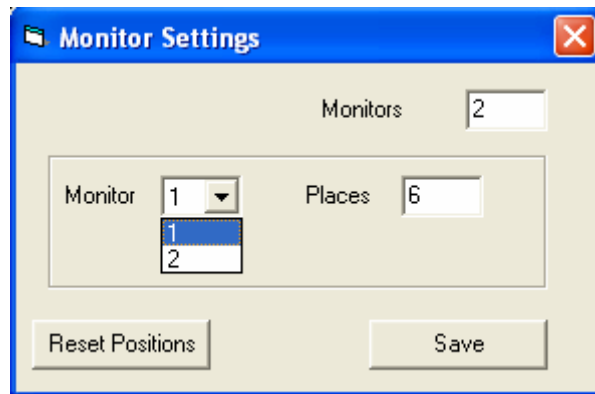 Monitor Settings
Monitors 2
Monitor 1 Places 6
1
2
Reset Positions Save